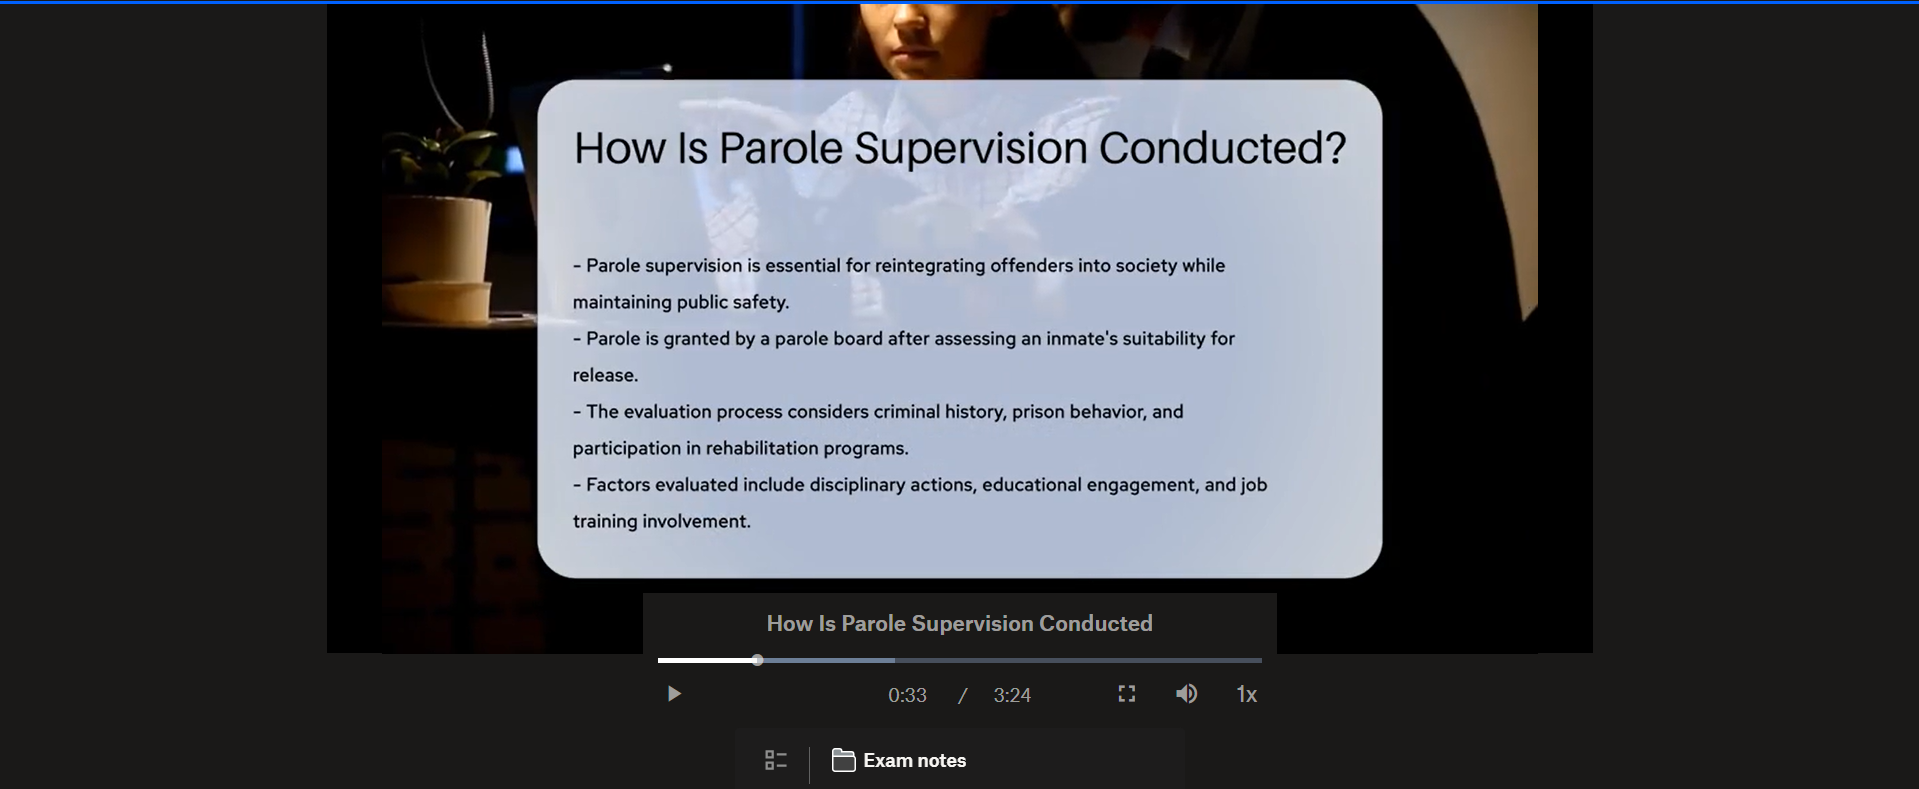 How Is Parole Supervision Conducted?
- Parole supervision is essential for reintegrating offenders into society while
maintaining public safety.
- Parole is granted by a parole board after assessing an inmate's suitability for
release.
- The evaluation process considers criminal history, prison behavior, and
participation in rehabilitation programs.
- Factors evaluated include disciplinary actions, educational engagement, and job
training involvement.
How Is Parole Supervision Conducted
0:33 / 3:24 1x
Exam notes